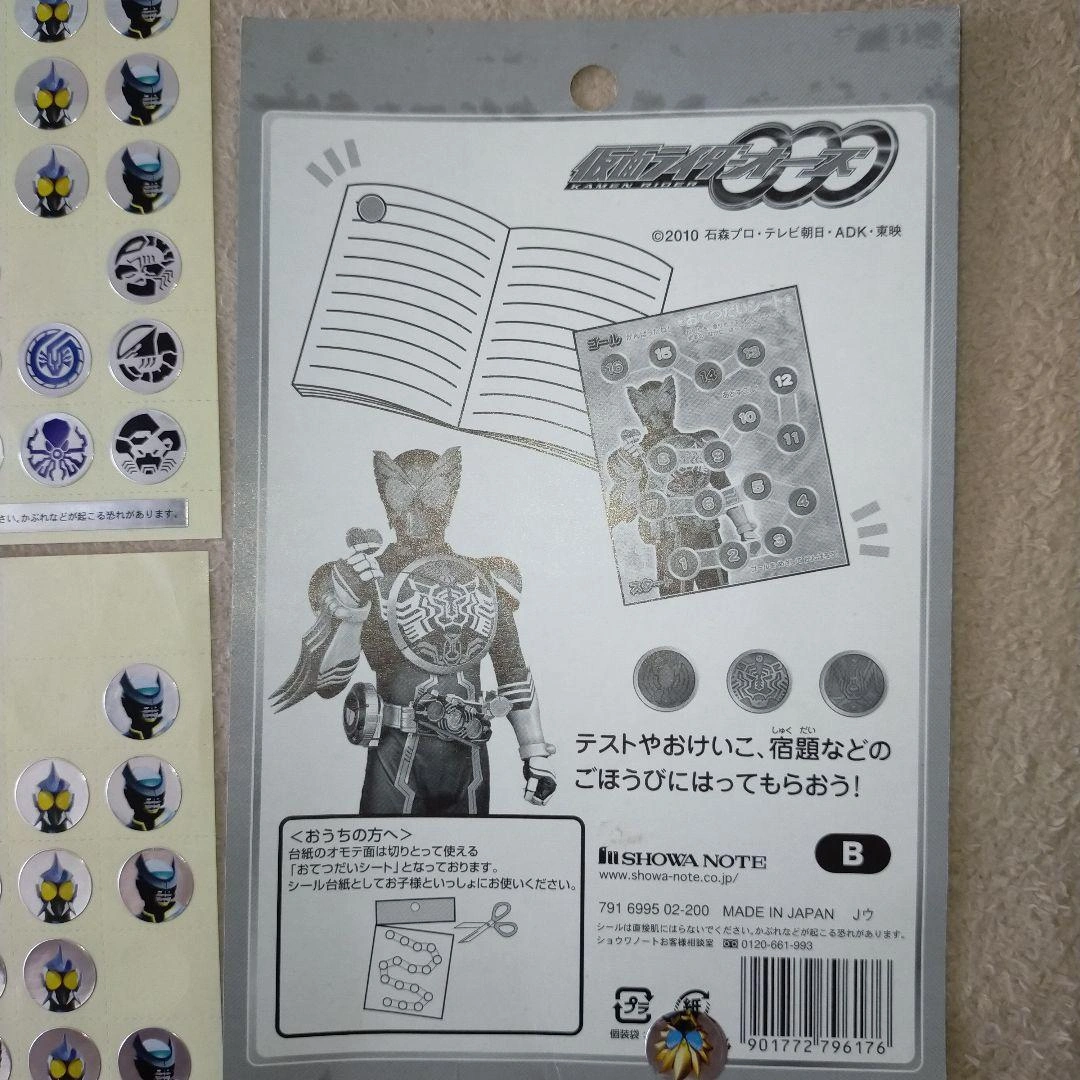 仮面ライダーオーズ
KAMEN RIDER
©2010 石森プロ・テレビ朝日・ADK・東映
おてつだいシート
ゴール
16
15
14
13
12
11
10
9
8
7
6
5
4
3
2
1
スタート
さい。かぶれなどが起こる恐れがあります。
しゅく だい
テストやおけいこ、宿題などの
ごほうびにはってもらおう！
＜おうちの方へ＞
台紙のオモテ面は切りとって使える
「おてつだいシート」となっております。
シール台紙としてお子様といっしょにお使いください。
SHOWA NOTE
www.showa-note.co.jp/
B
791 6995 02-200 MADE IN JAPAN Jウ
シールは直接肌にはらないでください。かぶれなどが起こる恐れがあります。
ショウワノートお客様相談室 0120-661-993
プラ
紙
個装袋
901772 796176